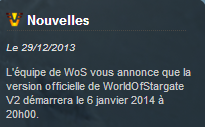 Nouvelles
Le 29/12/2013
L'équipe de WoS vous annonce que la
version officielle de WorldOfStargate
V2 démarrera le 6 janvier 2014 à
20h00.